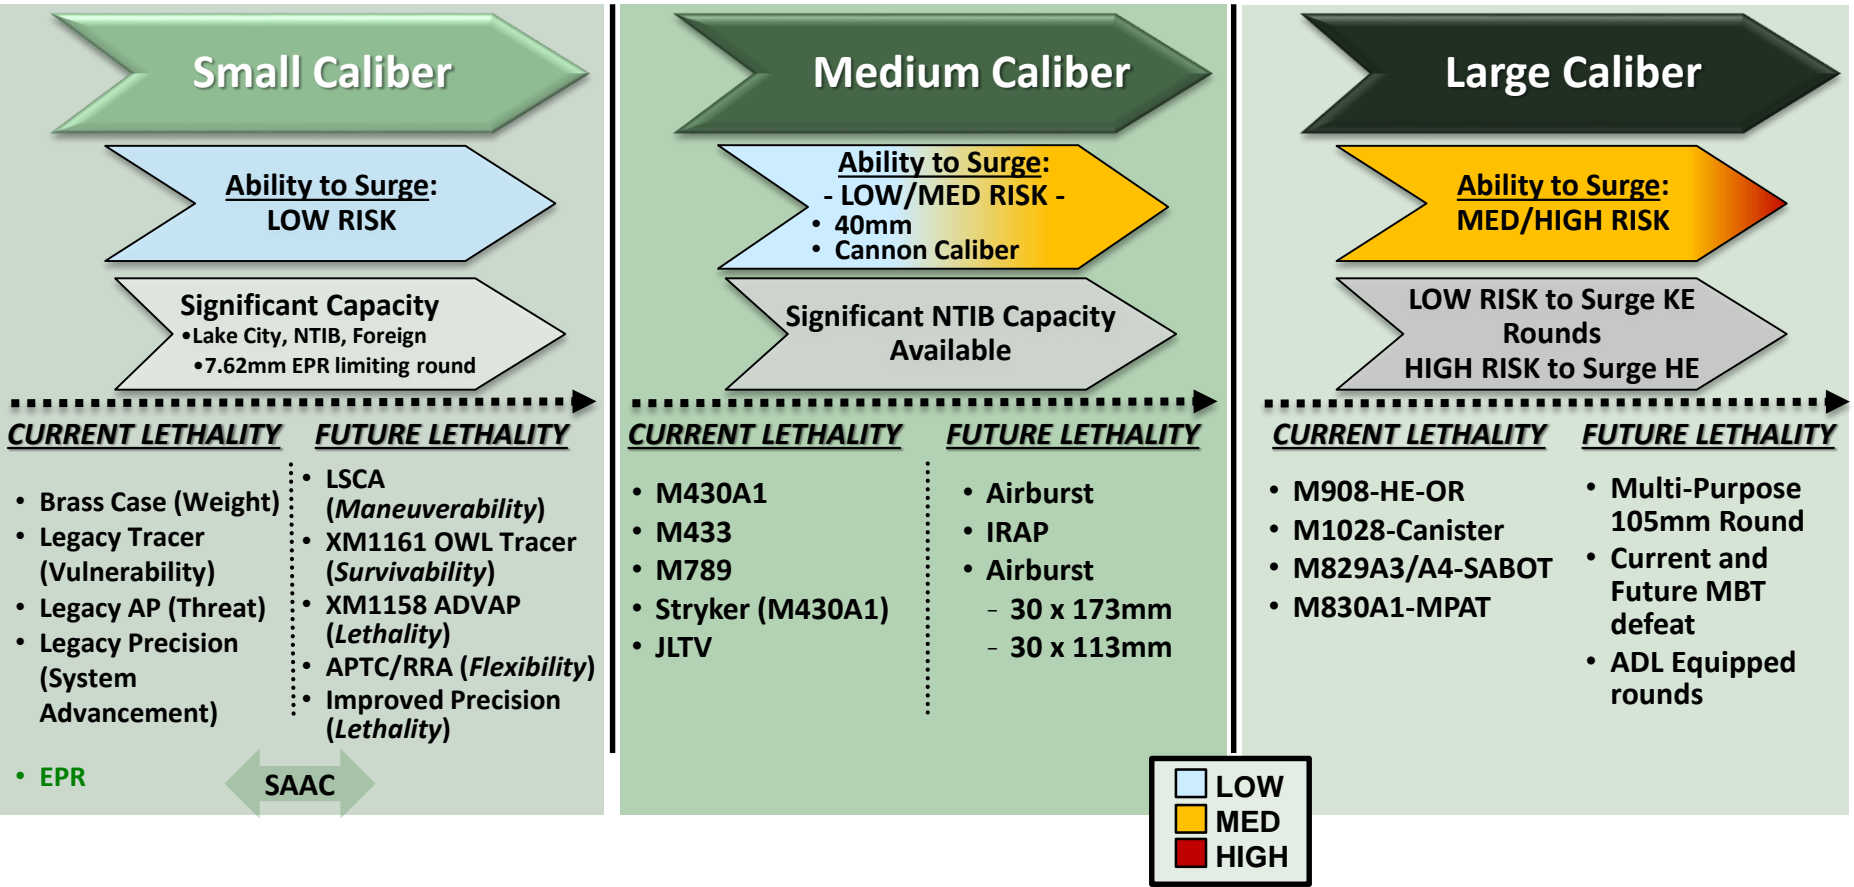 Small Caliber
Ability to Surge:
LOW RISK
Significant Capacity
•Lake City, NTIB, Foreign
•7.62mm EPR limiting round
CURRENT LETHALITY
• Brass Case (Weight)
• Legacy Tracer
(Vulnerability)
• Legacy AP (Threat)
• Legacy Precision
(System
Advancement)
• EPR
FUTURE LETHALITY
• LSCA
(Maneuverability)
• XM1161 OWL Tracer
(Survivability)
• XM1158 ADVAP
(Lethality)
• APTC/RRA (Flexibility)
• Improved Precision
(Lethality)
SAAC
Medium Caliber
Ability to Surge:
- LOW/MED RISK -
• 40mm
• Cannon Caliber
Significant NTIB Capacity
Available
CURRENT LETHALITY
• M430A1
• M433
• M789
• Stryker (M430A1)
• JLTV
FUTURE LETHALITY
• Airburst
• IRAP
• Airburst
– 30 x 173mm
– 30 x 113mm
Large Caliber
Ability to Surge:
MED/HIGH RISK
LOW RISK to Surge KE
Rounds
HIGH RISK to Surge HE
CURRENT LETHALITY
• M908-HE-OR
• M1028-Canister
• M829A3/A4-SABOT
• M830A1-MPAT
FUTURE LETHALITY
• Multi-Purpose
105mm Round
• Current and
Future MBT
defeat
• ADL Equipped
rounds
LOW
MED
HIGH